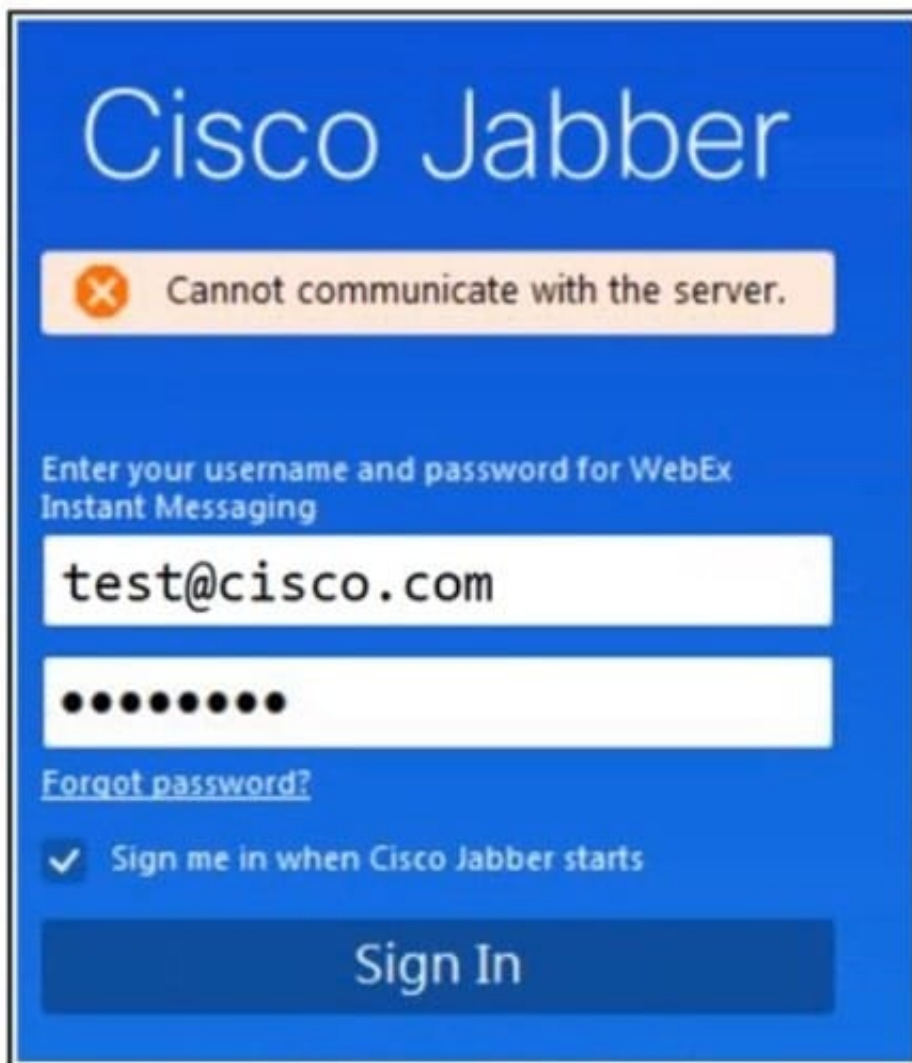 Cisco Jabber
Cannot communicate with the server.
Enter your username and password for WebEx
Instant Messaging
test@cisco.com
••••••••
Forgot password?
Sign me in when Cisco Jabber starts
Sign In